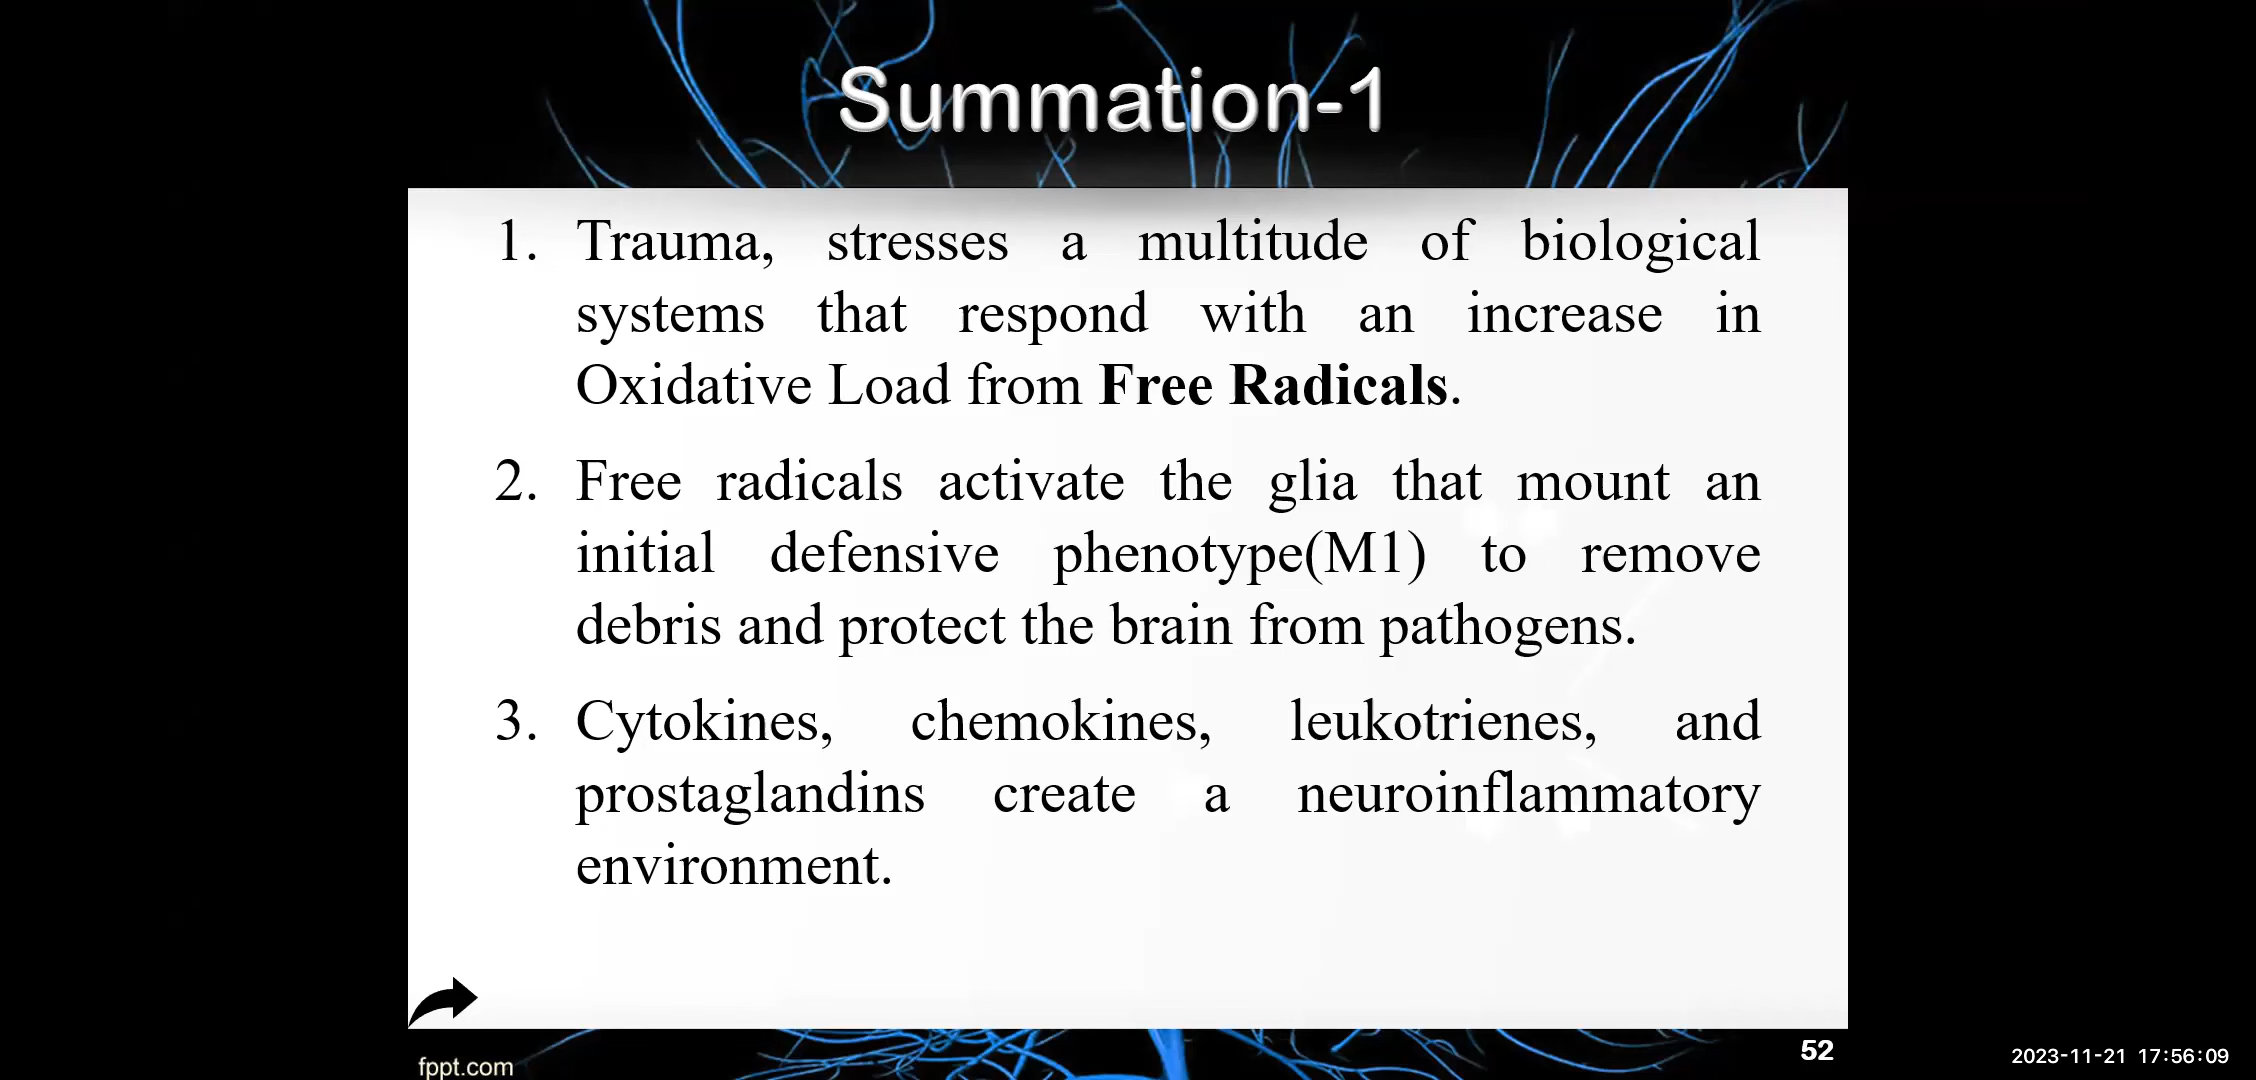 Summation-1
1. Trauma, stresses a multitude of biological
systems that respond with an increase in
Oxidative Load from Free Radicals.
2. Free radicals activate the glia that mount an
initial defensive phenotype(M1) to remove
debris and protect the brain from pathogens.
3. Cytokines, chemokines, leukotrienes, and
prostaglandins create a neuroinflammatory
environment.
fppt.com
52
2023-11-21 17:56:09